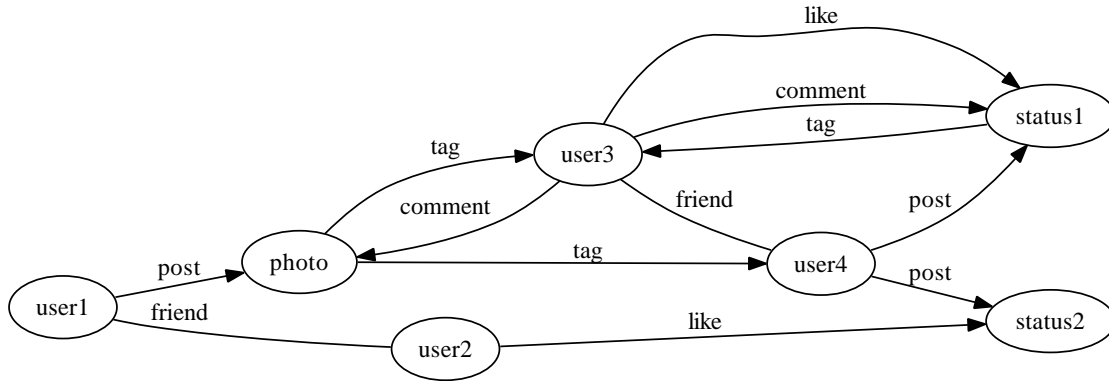 like
comment
status1
tag
tag
user3
friend
comment
post
photo
tag
user4
post
post
user1
friend
like
status2
user2